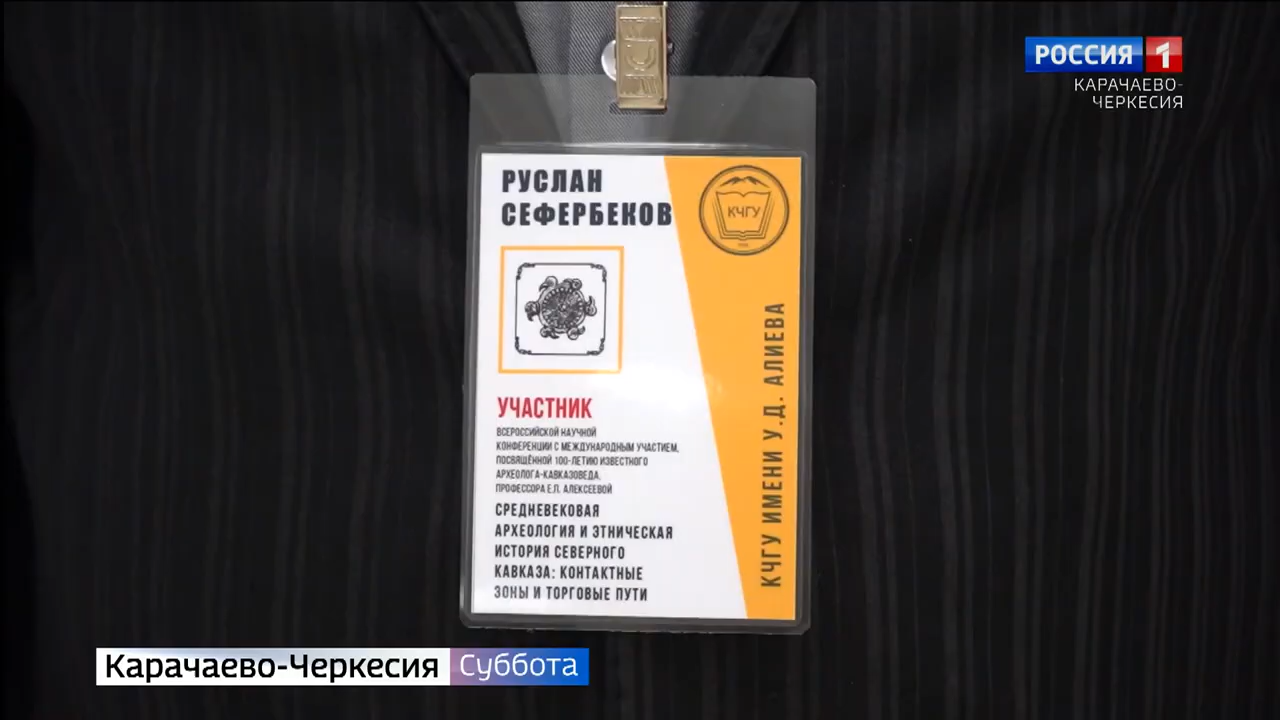 РОССИЯ 1
КАРАЧАЕВО-
ЧЕРКЕСИЯ
РУСЛАН
СЕФЕРБЕКОВ
КЧГУ
УЧАСТНИК
ВСЕРОССИЙСКОЙ НАУЧНОЙ
КОНФЕРЕНЦИИ С МЕЖДУНАРОДНЫМ УЧАСТИЕМ,
ПОСВЯЩЁННОЙ 100-ЛЕТИЮ ИЗВЕСТНОГО
АРХЕОЛОГА-КАВКАЗОВЕДА,
ПРОФЕССОРА Е.П. АЛЕКСЕЕВОЙ
СРЕДНЕВЕКОВАЯ
АРХЕОЛОГИЯ И ЭТНИЧЕСКАЯ
ИСТОРИЯ СЕВЕРНОГО
КАВКАЗА: КОНТАКТНЫЕ
ЗОНЫ И ТОРГОВЫЕ ПУТИ
КЧГУ ИМЕНИ У.Д. АЛИЕВА
Карачаево-Черкесия Суббота